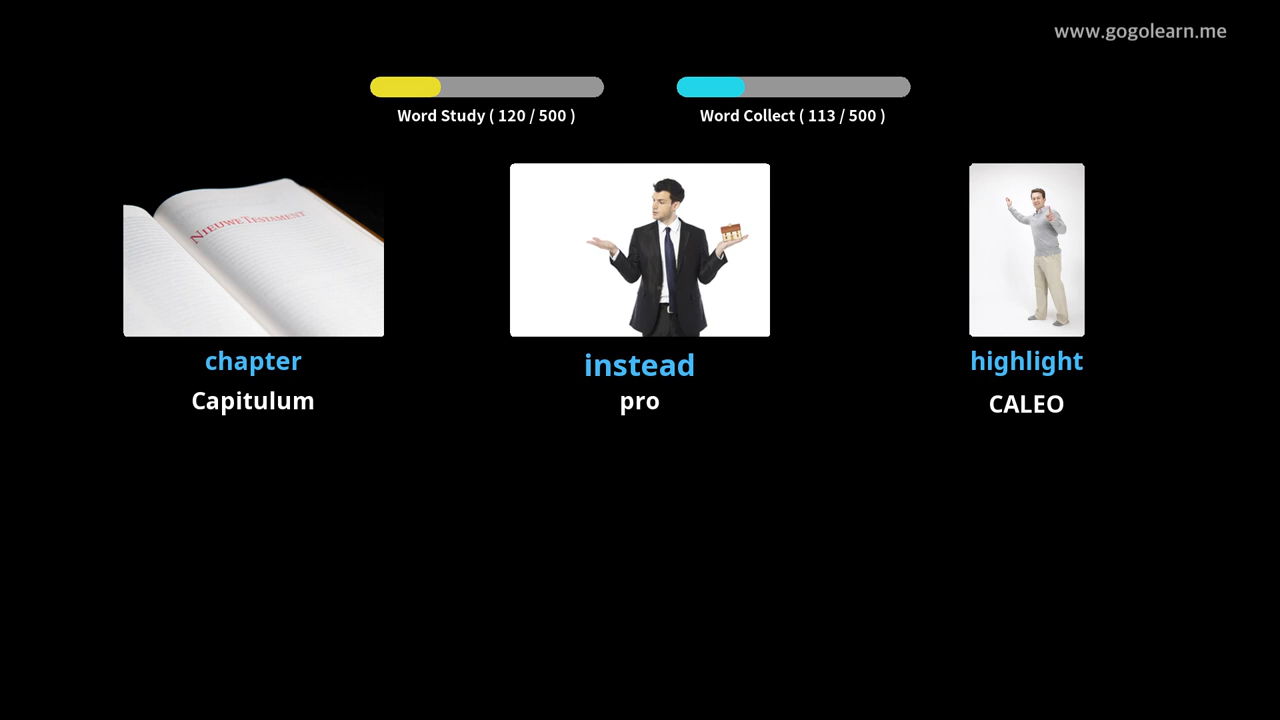 www.gogolearn.me
Word Study ( 120 / 500 )
Word Collect ( 113 / 500 )
NIEUWE TESTAMENT
chapter
instead
highlight
Capitulum
pro
CALEO